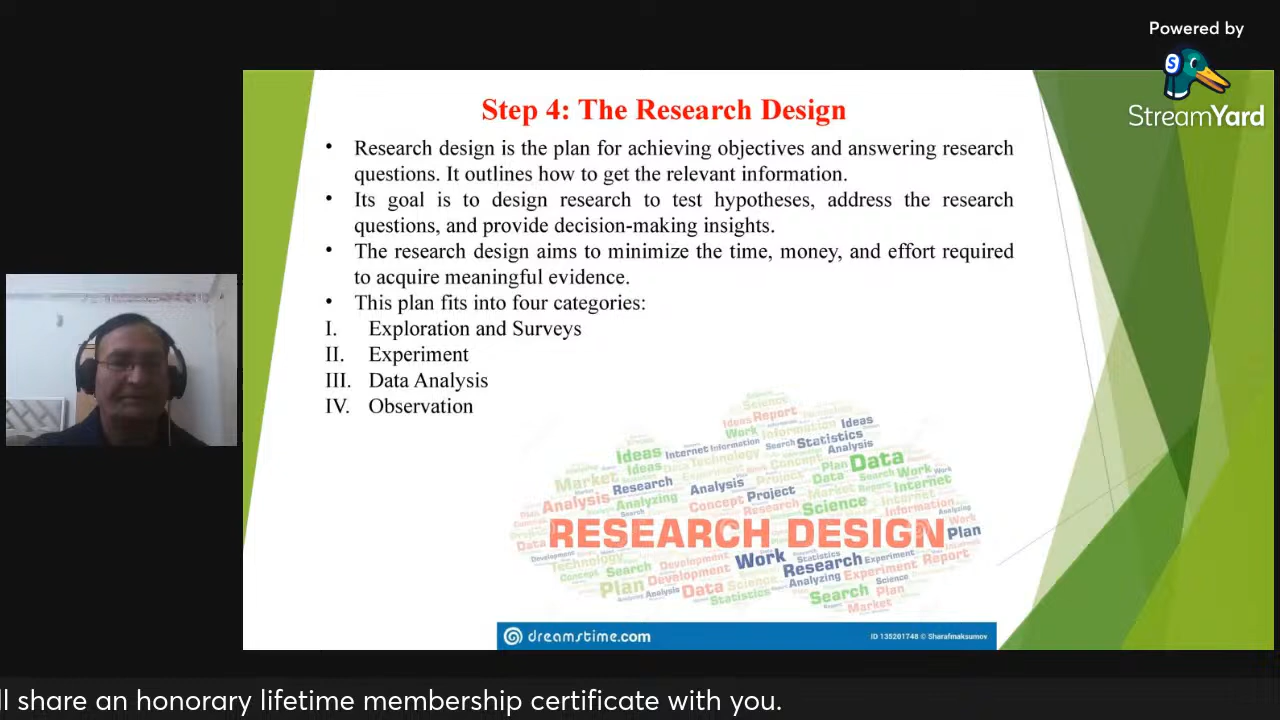 Powered by
StreamYard
Step 4: The Research Design
• Research design is the plan for achieving objectives and answering research
questions. It outlines how to get the relevant information.
• Its goal is to design research to test hypotheses, address the research
questions, and provide decision-making insights.
• The research design aims to minimize the time, money, and effort required
to acquire meaningful evidence.
• This plan fits into four categories:
I. Exploration and Surveys
II. Experiment
III. Data Analysis
IV. Observation
Science
Ideas Report
Work Information Ideas
Internet Information Search Statistics
Ideas Data Technology Analysis
Ideas Concept Plan Data
Market Research Analysis Project Data Search Work
Analysis Analyzing Concept Project Market Internet
Research Science Information
RESEARCH DESIGN
Plan
Data Development Work Statistics
Technology Search Development Research Experiment Report
Concept Plan Data Science Analyzing Experiment Science
Analyzing Analysis Statistics Search Plan
Market
dreamstime.com
ID 135201748 © Sharafmaksumov
ll share an honorary lifetime membership certificate with you.